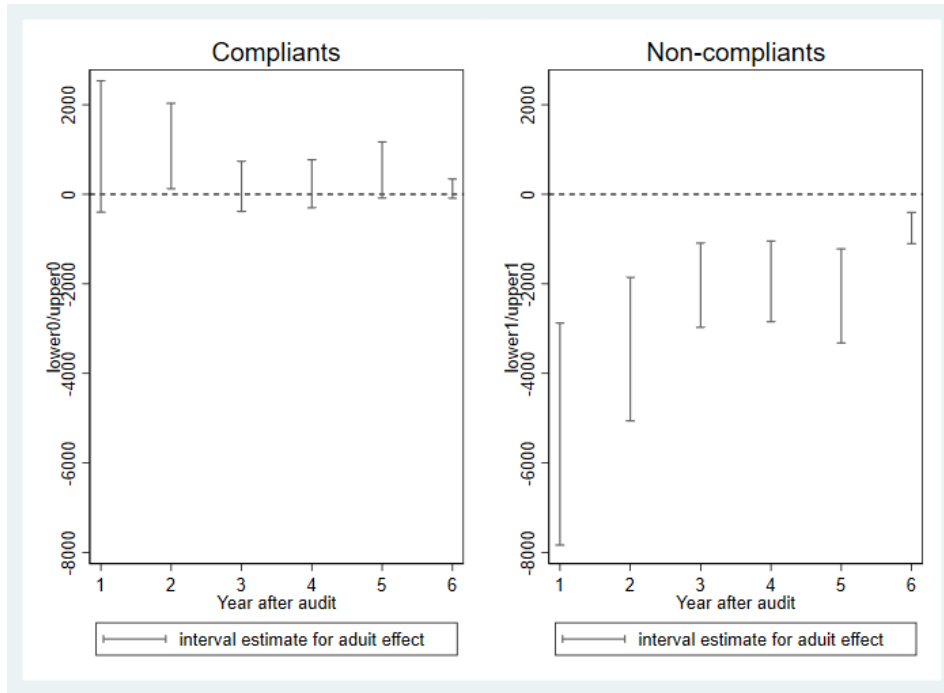 Compliants
2000
0
-2000
-4000
-6000
-8000
lower0/upper0
1 2 3 4 5 6
Year after audit
interval estimate for aduit effect
Non-compliants
2000
0
-2000
-4000
-6000
-8000
lower1/upper1
1 2 3 4 5 6
Year after audit
interval estimate for aduit effect